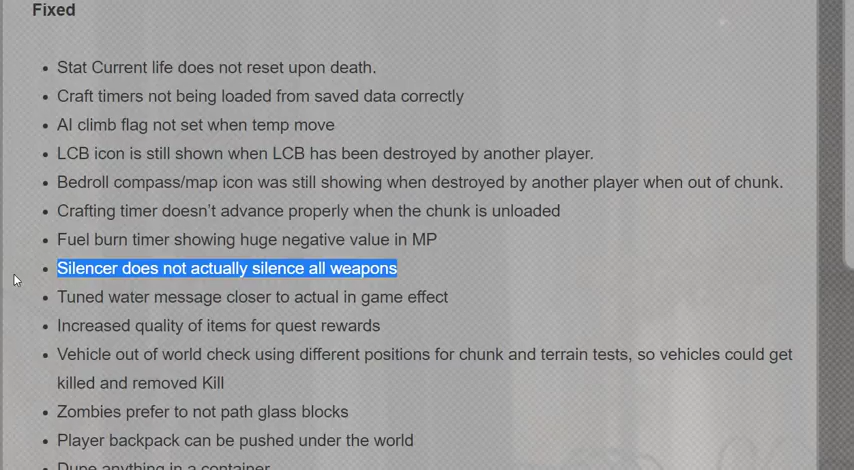 Fixed
Stat Current life does not reset upon death.
Craft timers not being loaded from saved data correctly
AI climb flag not set when temp move
LCB icon is still shown when LCB has been destroyed by another player.
Bedroll compass/map icon was still showing when destroyed by another player when out of chunk.
Crafting timer doesn’t advance properly when the chunk is unloaded
Fuel burn timer showing huge negative value in MP
Silencer does not actually silence all weapons
Tuned water message closer to actual in game effect
Increased quality of items for quest rewards
Vehicle out of world check using different positions for chunk and terrain tests, so vehicles could get
killed and removed Kill
Zombies prefer to not path glass blocks
Player backpack can be pushed under the world
Dupe anything in a container